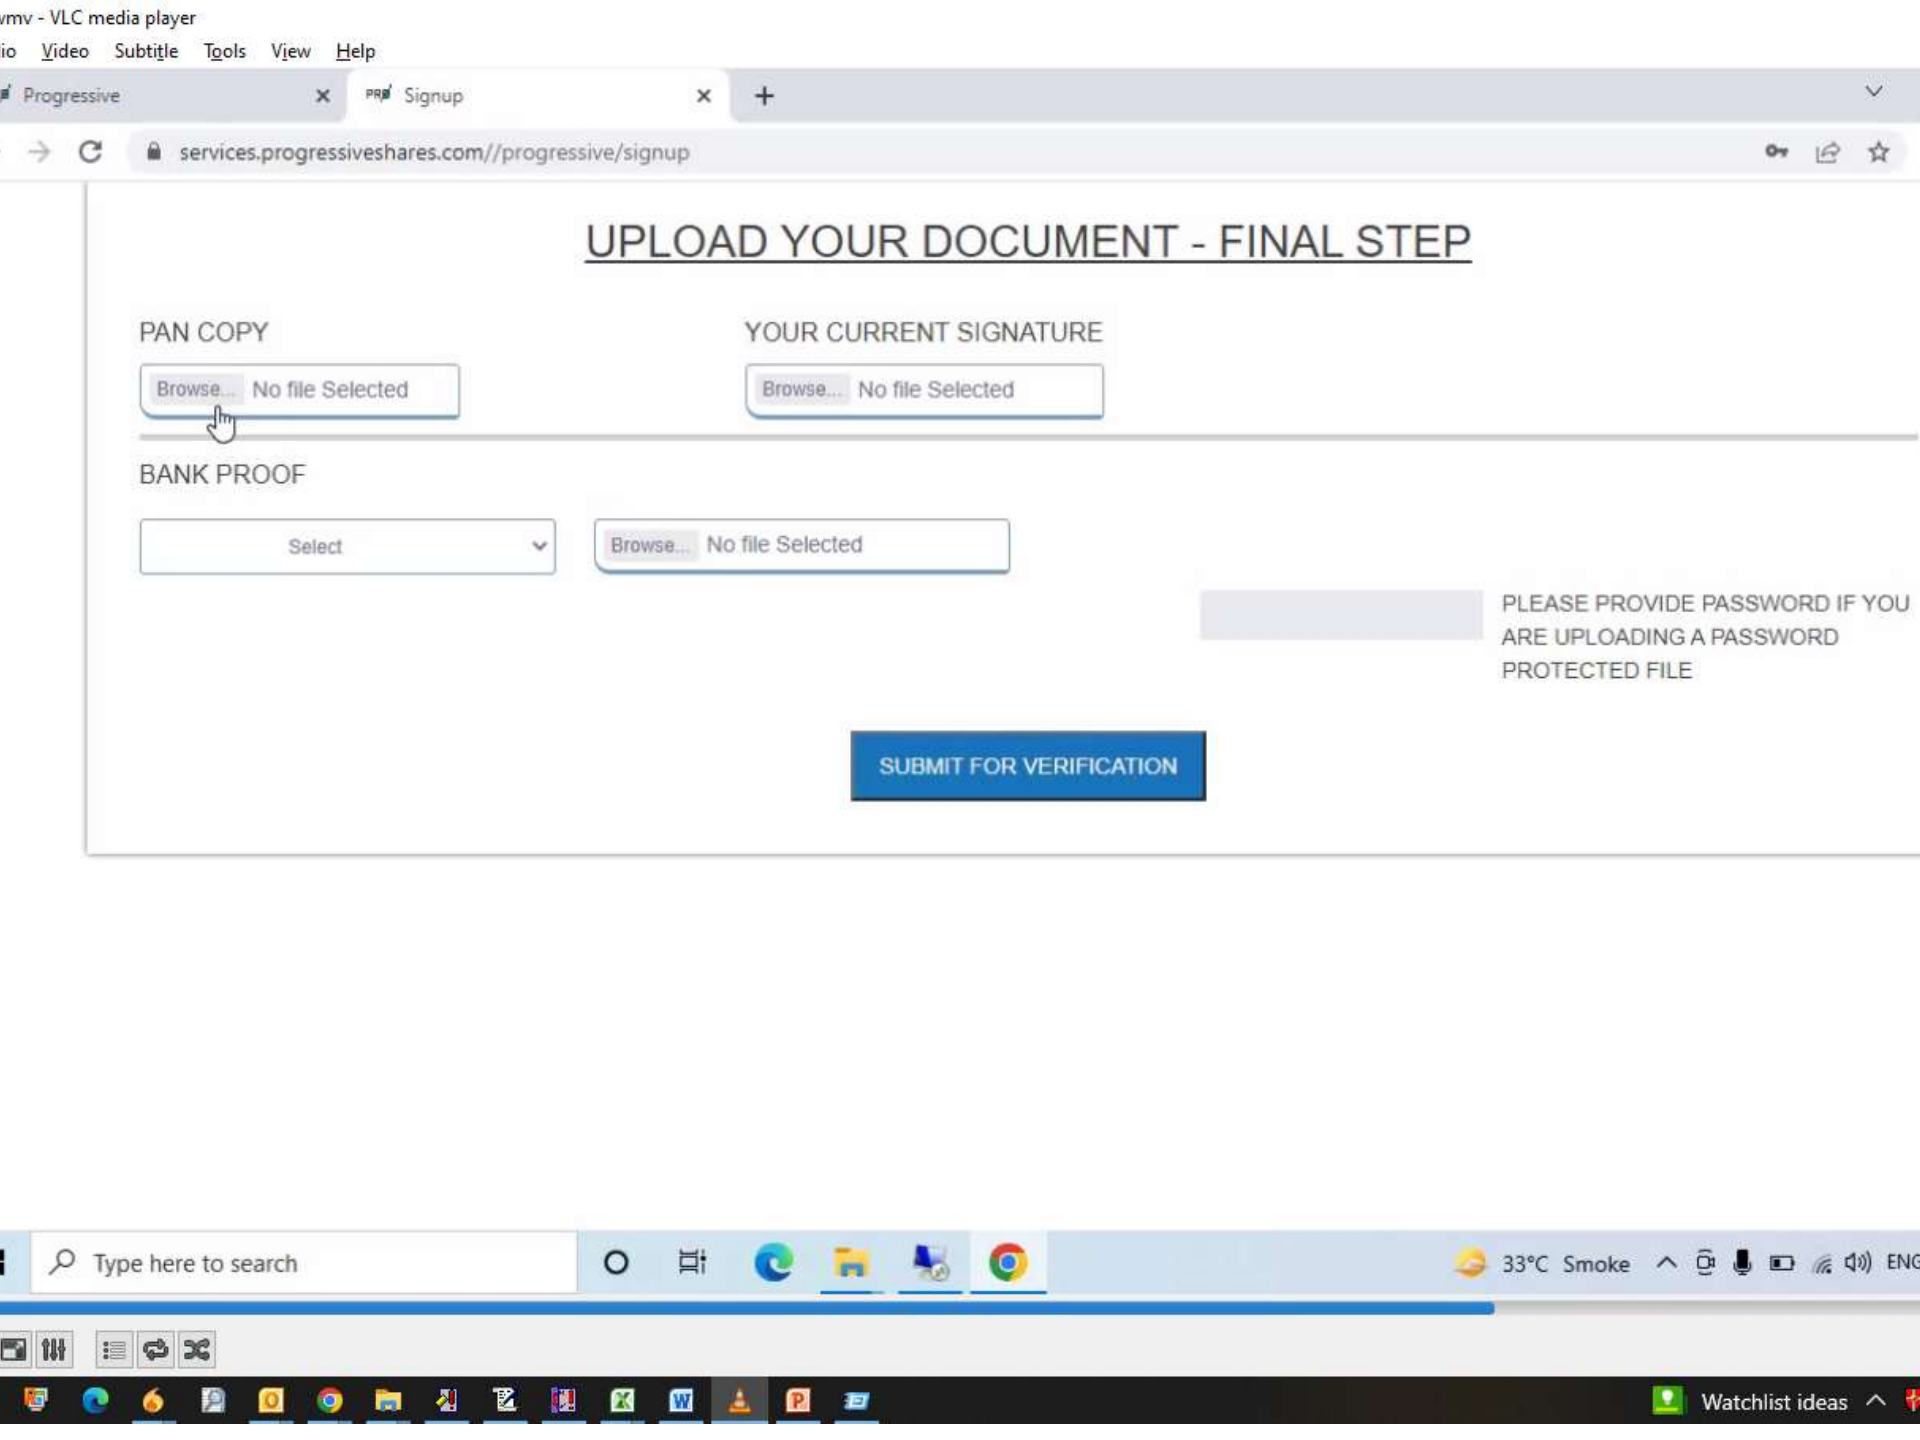 wmv - VLC media player
io Video Subtitle Tools View Help
Progressive
PRO Signup
services.progressiveshares.com//progressive/signup
UPLOAD YOUR DOCUMENT - FINAL STEP
PAN COPY YOUR CURRENT SIGNATURE
Browse... No file Selected Browse... No file Selected
BANK PROOF
Select Browse... No file Selected
PLEASE PROVIDE PASSWORD IF YOU
ARE UPLOADING A PASSWORD
PROTECTED FILE
SUBMIT FOR VERIFICATION
Type here to search 33°C Smoke ENG
Watchlist ideas